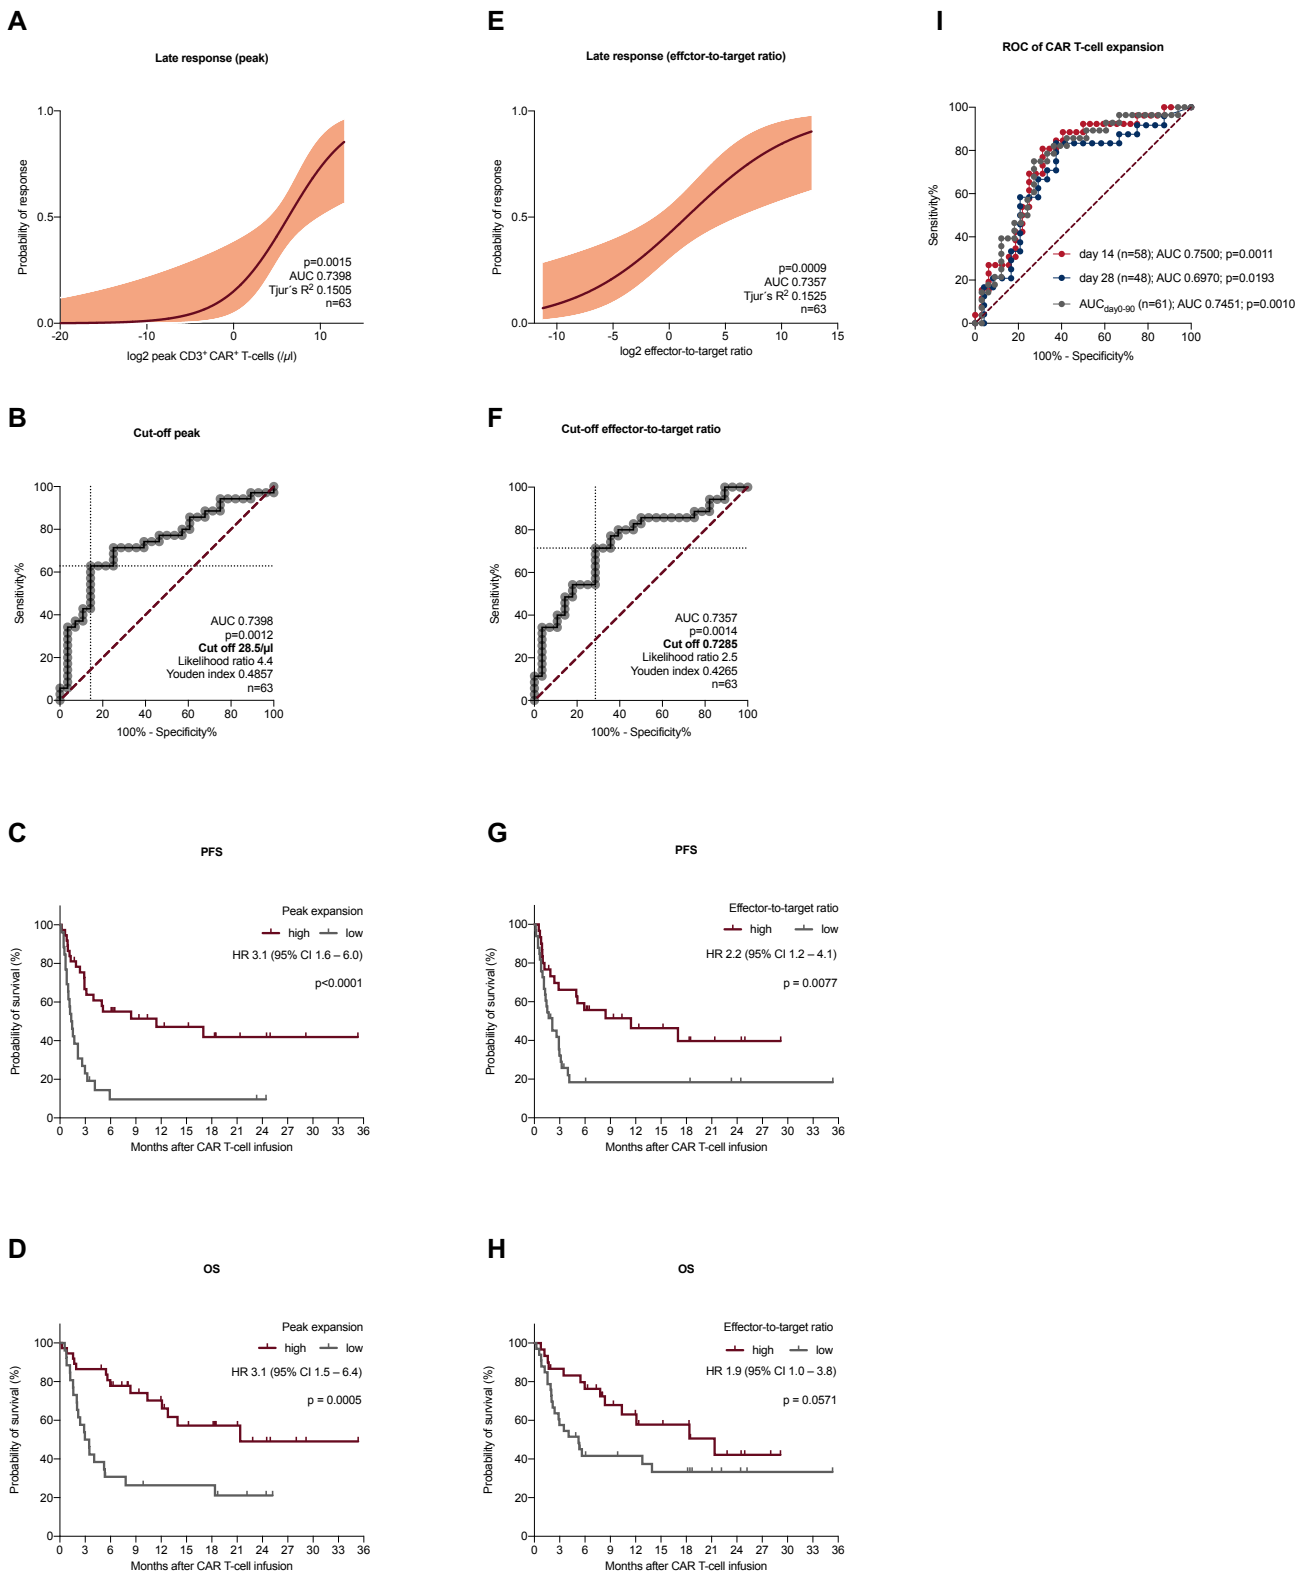 A
Late response (peak)
Probability of response
1.0
0.5
0.0
-20
-10
0
10
p=0.0015
AUC 0.7398
Tjur´s R² 0.1505
n=63
log2 peak CD3⁺ CAR⁺ T-cells (/µl)
E
Late response (effctor-to-target ratio)
Probability of response
1.0
0.5
0.0
-10
-5
0
5
10
15
p=0.0009
AUC 0.7357
Tjur´s R² 0.1525
n=63
log2 effector-to-target ratio
I
ROC of CAR T-cell expansion
Sensitivity%
100
80
60
40
20
0
0
20
40
60
80
100
day 14 (n=58); AUC 0.7500; p=0.0011
day 28 (n=48); AUC 0.6970; p=0.0193
AUCday0-90 (n=61); AUC 0.7451; p=0.0010
100% - Specificity%
B
Cut-off peak
Sensitivity%
100
80
60
40
20
0
0
20
40
60
80
100
AUC 0.7398
p=0.0012
Cut off 28.5/µl
Likelihood ratio 4.4
Youden index 0.4857
n=63
100% - Specificity%
F
Cut-off effector-to-target ratio
Sensitivity%
100
80
60
40
20
0
0
20
40
60
80
100
AUC 0.7357
p=0.0014
Cut off 0.7285
Likelihood ratio 2.5
Youden index 0.4265
n=63
100% - Specificity%
C
PFS
Probability of survival (%)
100
80
60
40
20
0
0 3 6 9 12 15 18 21 24 27 30 33 36
Peak expansion
high low
HR 3.1 (95% CI 1.6 – 6.0)
p<0.0001
Months after CAR T-cell infusion
G
PFS
Probability of survival (%)
100
80
60
40
20
0
0 3 6 9 12 15 18 21 24 27 30 33 36
Effector-to-target ratio
high low
HR 2.2 (95% CI 1.2 – 4.1)
p = 0.0077
Months after CAR T-cell infusion
D
OS
Probability of survival (%)
100
80
60
40
20
0
0 3 6 9 12 15 18 21 24 27 30 33 36
Peak expansion
high low
HR 3.1 (95% CI 1.5 – 6.4)
p = 0.0005
Months after CAR T-cell infusion
H
OS
Probability of survival (%)
100
80
60
40
20
0
0 3 6 9 12 15 18 21 24 27 30 33 36
Effector-to-target ratio
high low
HR 1.9 (95% CI 1.0 – 3.8)
p = 0.0571
Months after CAR T-cell infusion